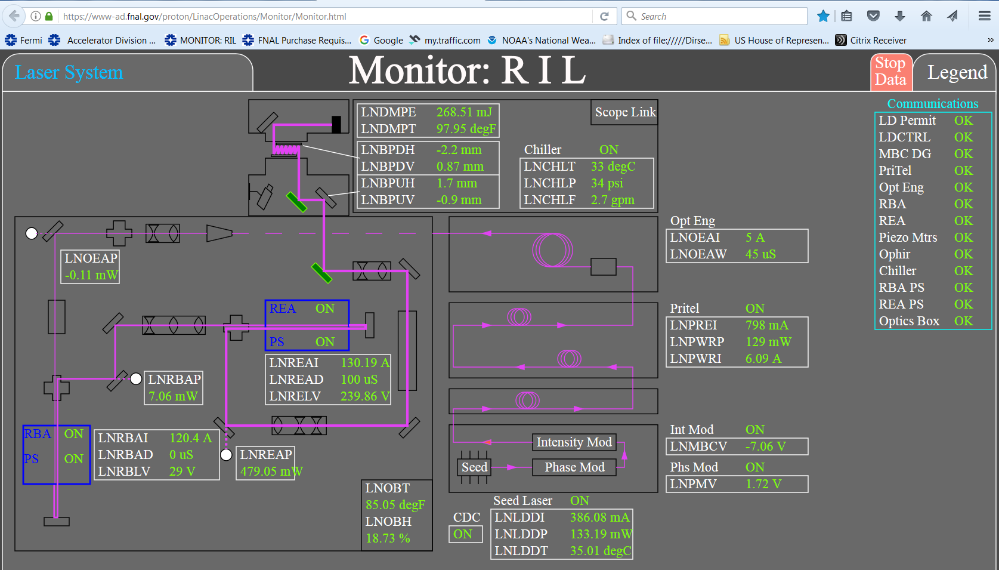 https://www-ad.fnal.gov/proton/LinacOperations/Monitor/Monitor.html
Search
Fermi
Accelerator Division ...
MONITOR: RIL
FNAL Purchase Requis...
Google
my.traffic.com
NOAA's National Wea...
Index of file://///Dirse...
US House of Represen...
Citrix Receiver
»
Laser System
Monitor: R I L
Stop
Data
Legend
LNDMPE 268.51 mJ
LNDMPT 97.95 degF
LNBPDH -2.2 mm
LNBPDV 0.87 mm
LNBPUH 1.7 mm
LNBPUV -0.9 mm
Scope Link
Chiller ON
LNCHLT 33 degC
LNCHLP 34 psi
LNCHLF 2.7 gpm
Communications
LD Permit OK
LDCTRL OK
MBC DG OK
PriTel OK
Opt Eng OK
RBA OK
REA OK
Piezo Mtrs OK
Ophir OK
Chiller OK
RBA PS OK
REA PS OK
Optics Box OK
Opt Eng
LNOEAI 5 A
LNOEAW 45 uS
LNOEAP
-0.11 mW
REA ON
PS ON
LNREAI 130.19 A
LNREAD 100 uS
LNRELV 239.86 V
Pritel ON
LNPREI 798 mA
LNPWRP 129 mW
LNPWRI 6.09 A
LNRBAP
7.06 mW
RBA ON
PS ON
LNRBAI 120.4 A
LNRBAD 0 uS
LNRBLV 29 V
LNREAP
479.05 mW
Intensity Mod
Seed
Phase Mod
Int Mod ON
LNMBCV -7.06 V
Phs Mod ON
LNPMV 1.72 V
LNOBT
85.05 degF
LNOBH
18.73 %
Seed Laser ON
CDC
ON
LNLDDI 386.08 mA
LNLDDP 133.19 mW
LNLDDT 35.01 degC